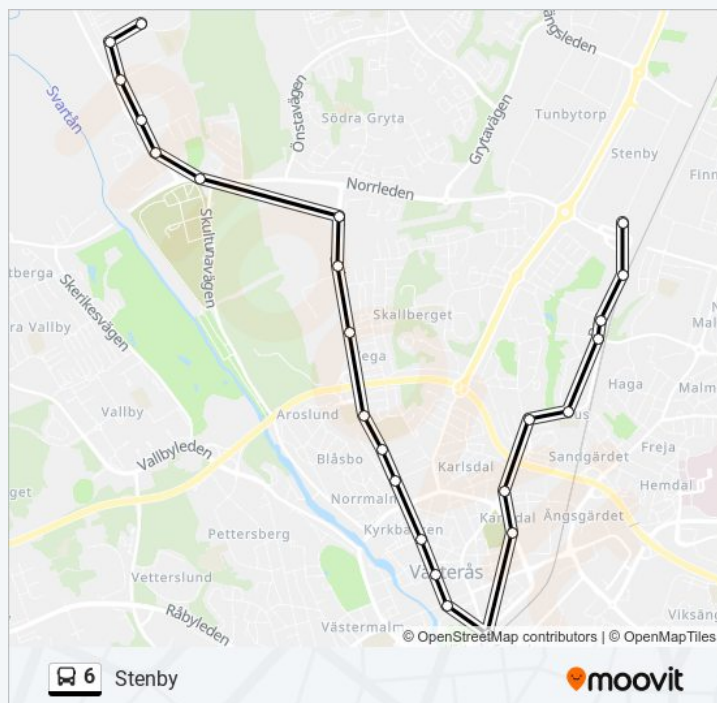 ängsleden
Svartån
Önstavägen
Södra Gryta
Grytavägen
Tunbytorp
Stenby
Finn
Norrleden
Skultunavägen
tberga
Skerikesvägen
ra Vallby
Skallberget
Ma
Malm
Haga
Malm
Vallby
Aroslund
Vallbyleden
Blåsbo
Karlsdal
Sandgärdet
Freja
get
Norrmalm
Hemdal
Kyrkbacken
Ängsgärdet
Pettersberg
Västerås
Vetterslund
Råbyleden
Västermalm
Viksäng
© OpenStreetMap contributors | © OpenMapTiles
6 Stenby
moovit